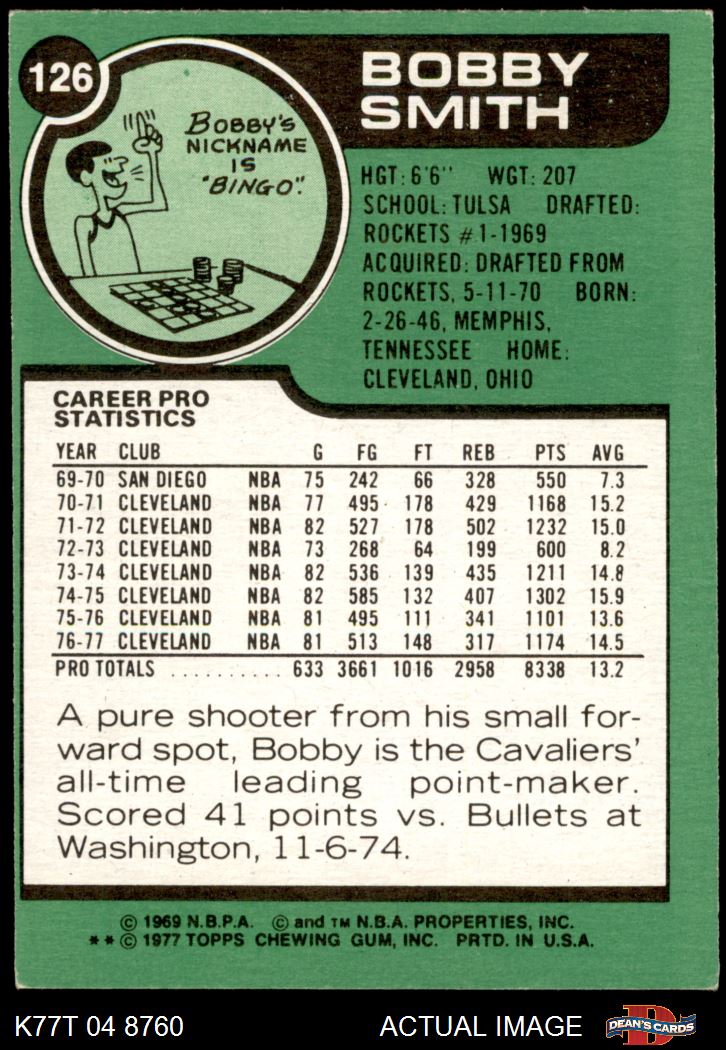 126
BOBBY
SMITH
BOBBY'S
NICKNAME
IS
"BINGO".
HGT: 6'6" WGT: 207
SCHOOL: TULSA DRAFTED:
ROCKETS #1-1969
ACQUIRED: DRAFTED FROM
ROCKETS, 5-11-70 BORN:
2-26-46, MEMPHIS,
TENNESSEE HOME:
CLEVELAND, OHIO
CAREER PRO
STATISTICS
YEAR CLUB G FG FT REB PTS AVG
69-70 SAN DIEGO NBA 75 242 66 328 550 7.3
70-71 CLEVELAND NBA 77 495 178 429 1168 15.2
71-72 CLEVELAND NBA 82 527 178 502 1232 15.0
72-73 CLEVELAND NBA 73 268 64 199 600 8.2
73-74 CLEVELAND NBA 82 536 139 435 1211 14.8
74-75 CLEVELAND NBA 82 585 132 407 1302 15.9
75-76 CLEVELAND NBA 81 495 111 341 1101 13.6
76-77 CLEVELAND NBA 81 513 148 317 1174 14.5
PRO TOTALS .......... 633 3661 1016 2958 8338 13.2
A pure shooter from his small for-
ward spot, Bobby is the Cavaliers'
all-time leading point-maker.
Scored 41 points vs. Bullets at
Washington, 11-6-74.
© 1969 N.B.P.A. © and TM N.B.A. PROPERTIES, INC.
**© 1977 TOPPS CHEWING GUM, INC. PRTD. IN U.S.A.
K77T 04 8760 ACTUAL IMAGE D DEAN'S CARDS